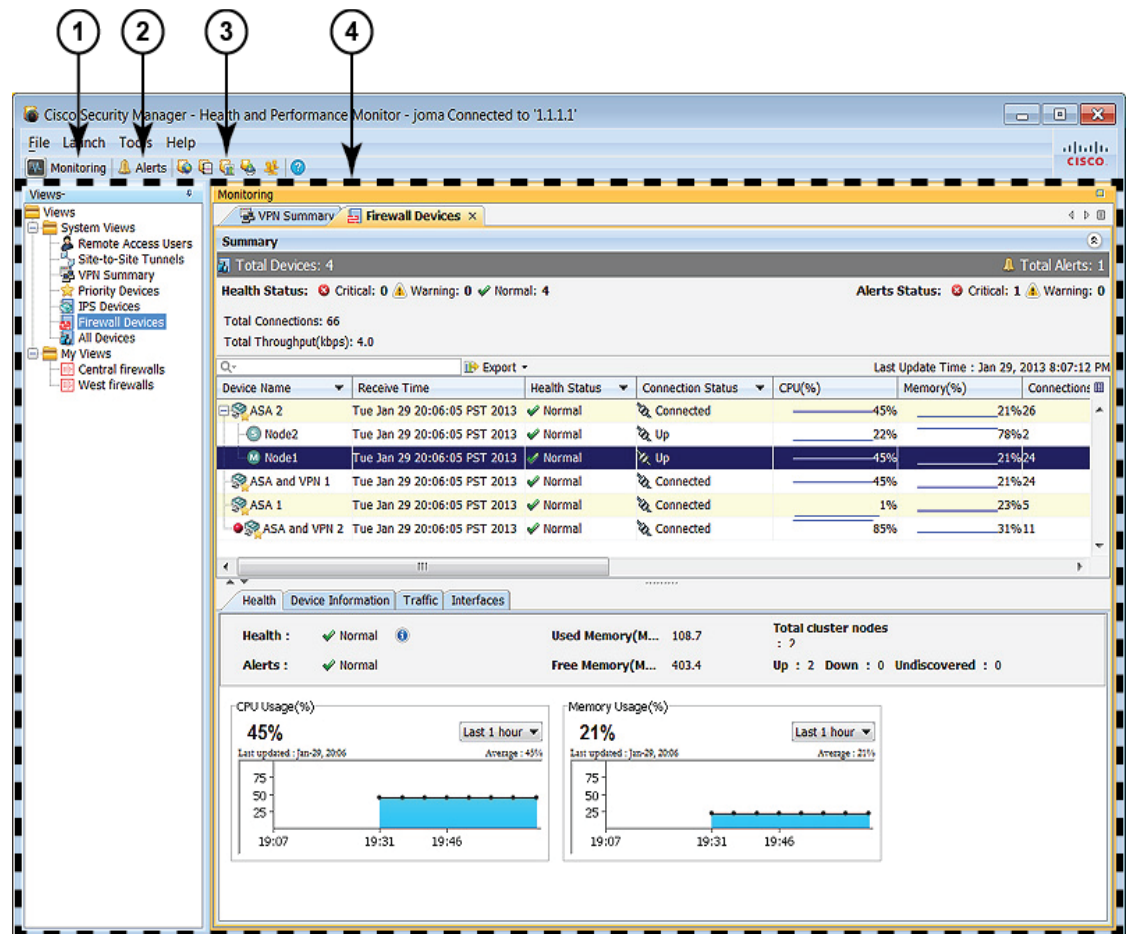 1 2 3 4
Cisco Security Manager - Health and Performance Monitor - joma Connected to '1.1.1.1'
File Launch Tools Help
CISCO
Monitoring Alerts
Views-
Views
System Views
Remote Access Users
Site-to-Site Tunnels
VPN Summary
Priority Devices
IPS Devices
Firewall Devices
All Devices
My Views
Central firewalls
West firewalls
Monitoring
VPN Summary Firewall Devices
Summary
Total Devices: 4 Total Alerts: 1
Health Status: Critical: 0 Warning: 0 Normal: 4 Alerts Status: Critical: 1 Warning: 0
Total Connections: 66
Total Throughput(kbps): 4.0
Export Last Update Time : Jan 29, 2013 8:07:12 PM
Device Name Receive Time Health Status Connection Status CPU(%) Memory(%) Connections
ASA 2 Tue Jan 29 20:06:05 PST 2013 Normal Connected 45% 21% 26
S Node2 Tue Jan 29 20:06:05 PST 2013 Normal Up 22% 78% 2
M Node1 Tue Jan 29 20:06:05 PST 2013 Normal Up 45% 21% 24
ASA and VPN 1 Tue Jan 29 20:06:05 PST 2013 Normal Connected 45% 21% 24
ASA 1 Tue Jan 29 20:06:05 PST 2013 Normal Connected 1% 23% 5
ASA and VPN 2 Tue Jan 29 20:06:05 PST 2013 Normal Connected 85% 31% 11
Health Device Information Traffic Interfaces
Health : Normal Used Memory(M... 108.7 Total cluster nodes
: 2
Alerts : Normal Free Memory(M... 403.4 Up : 2 Down : 0 Undiscovered : 0
CPU Usage(%)
45% Last 1 hour
Last updated : Jan-29, 20:06 Average : 45%
75
50
25
19:07 19:31 19:46
Memory Usage(%)
21% Last 1 hour
Last updated : Jan-29, 20:06 Average : 21%
75
50
25
19:07 19:31 19:46